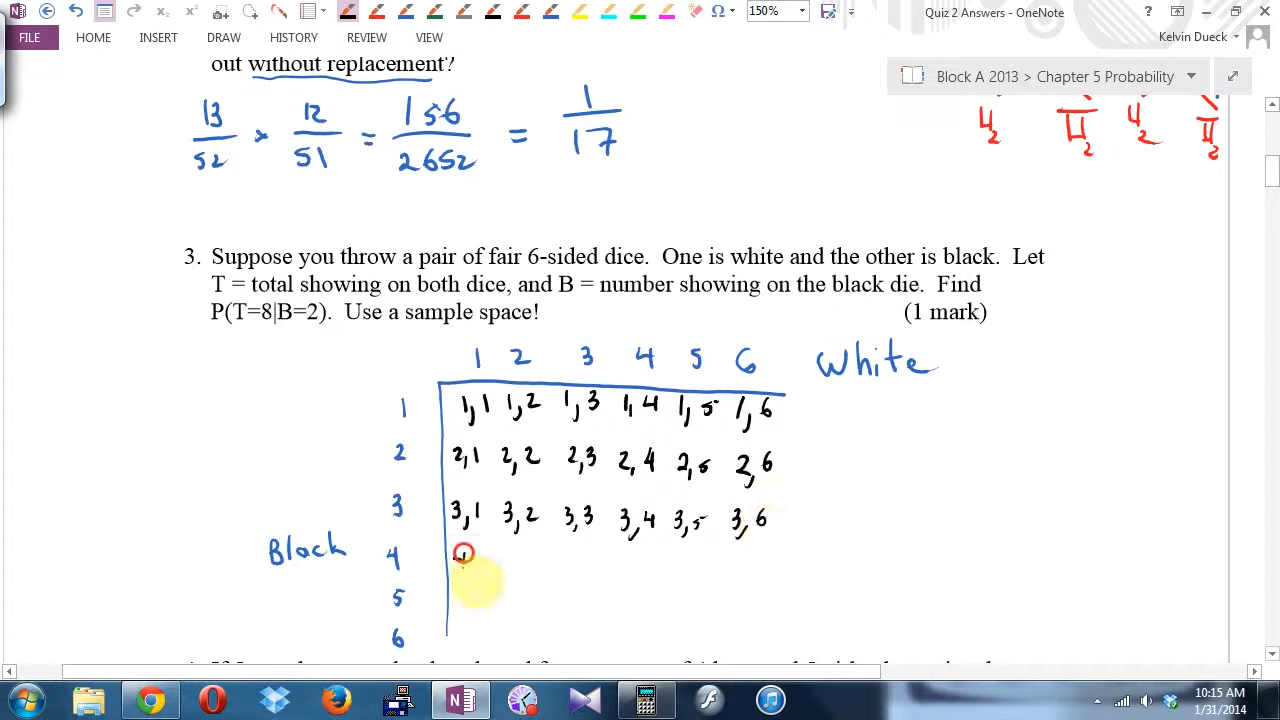 150%
Quiz 2 Answers - OneNote
FILE HOME INSERT DRAW HISTORY REVIEW VIEW
Kelvin Dueck
out without replacement?
Block A 2013 > Chapter 5 Probability
13/52 × 12/51 = 156/2652 = 1/17
3. Suppose you throw a pair of fair 6-sided dice. One is white and the other is black. Let
T = total showing on both dice, and B = number showing on the black die. Find
P(T=8|B=2). Use a sample space! (1 mark)
1 2 3 4 5 6 White
1 1,1 1,2 1,3 1,4 1,5 1,6
2 2,1 2,2 2,3 2,4 2,5 2,6
3 3,1 3,2 3,3 3,4 3,5 3,6
Black 4
5
6
10:15 AM
1/31/2014